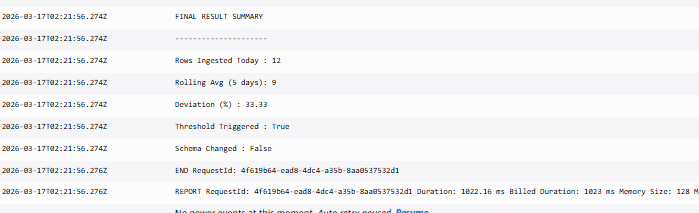 2026-03-17T02:21:56.274Z FINAL RESULT SUMMARY
2026-03-17T02:21:56.274Z ---------------------
2026-03-17T02:21:56.274Z Rows Ingested Today : 12
2026-03-17T02:21:56.274Z Rolling Avg (5 days): 9
2026-03-17T02:21:56.274Z Deviation (%) : 33.33
2026-03-17T02:21:56.274Z Threshold Triggered : True
2026-03-17T02:21:56.274Z Schema Changed : False
2026-03-17T02:21:56.276Z END RequestId: 4f619b64-ead8-4dc4-a35b-8aa0537532d1
2026-03-17T02:21:56.276Z REPORT RequestId: 4f619b64-ead8-4dc4-a35b-8aa0537532d1 Duration: 1022.16 ms Billed Duration: 1023 ms Memory Size: 128 M
No newer events at this moment. Auto retry paused. Resume